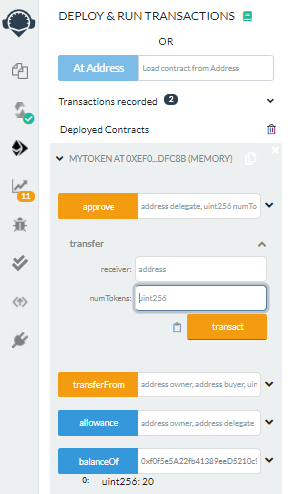 DEPLOY & RUN TRANSACTIONS
OR
At Address Load contract from Address
Transactions recorded 2
Deployed Contracts
MYTOKEN AT 0XEF0...DFC8B (MEMORY)
11
approve address delegate, uint256 numTo
transfer
receiver: address
numTokens: uint256
transact
transferFrom address owner, address buyer, uin
allowance address owner, address delegate
balanceOf 0xf0f5e5A22fb41389eeD5210c9
0: uint256: 20